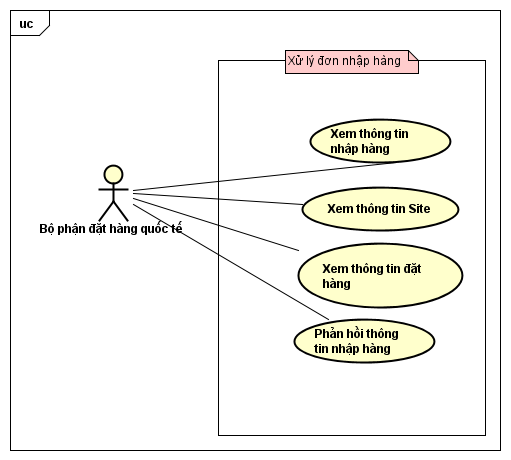 uc
Xử lý đơn nhập hàng
Xem thông tin
nhập hàng
Xem thông tin Site
Bộ phận đặt hàng quốc tế
Xem thông tin đặt
hàng
Phản hồi thông
tin nhập hàng